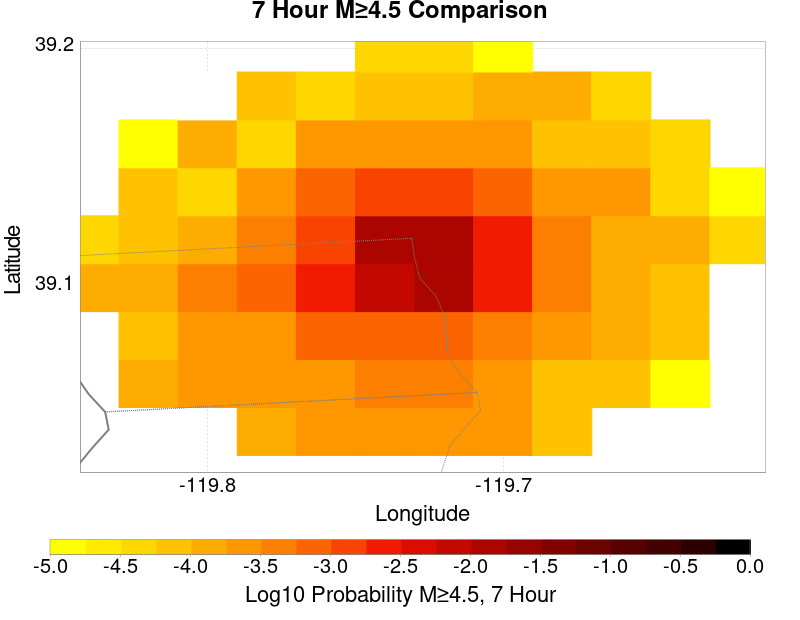 7 Hour M≥4.5 Comparison
39.2
39.1
Latitude
-119.8
-119.7
Longitude
-5.0 -4.5 -4.0 -3.5 -3.0 -2.5 -2.0 -1.5 -1.0 -0.5 0.0
Log10 Probability M≥4.5, 7 Hour